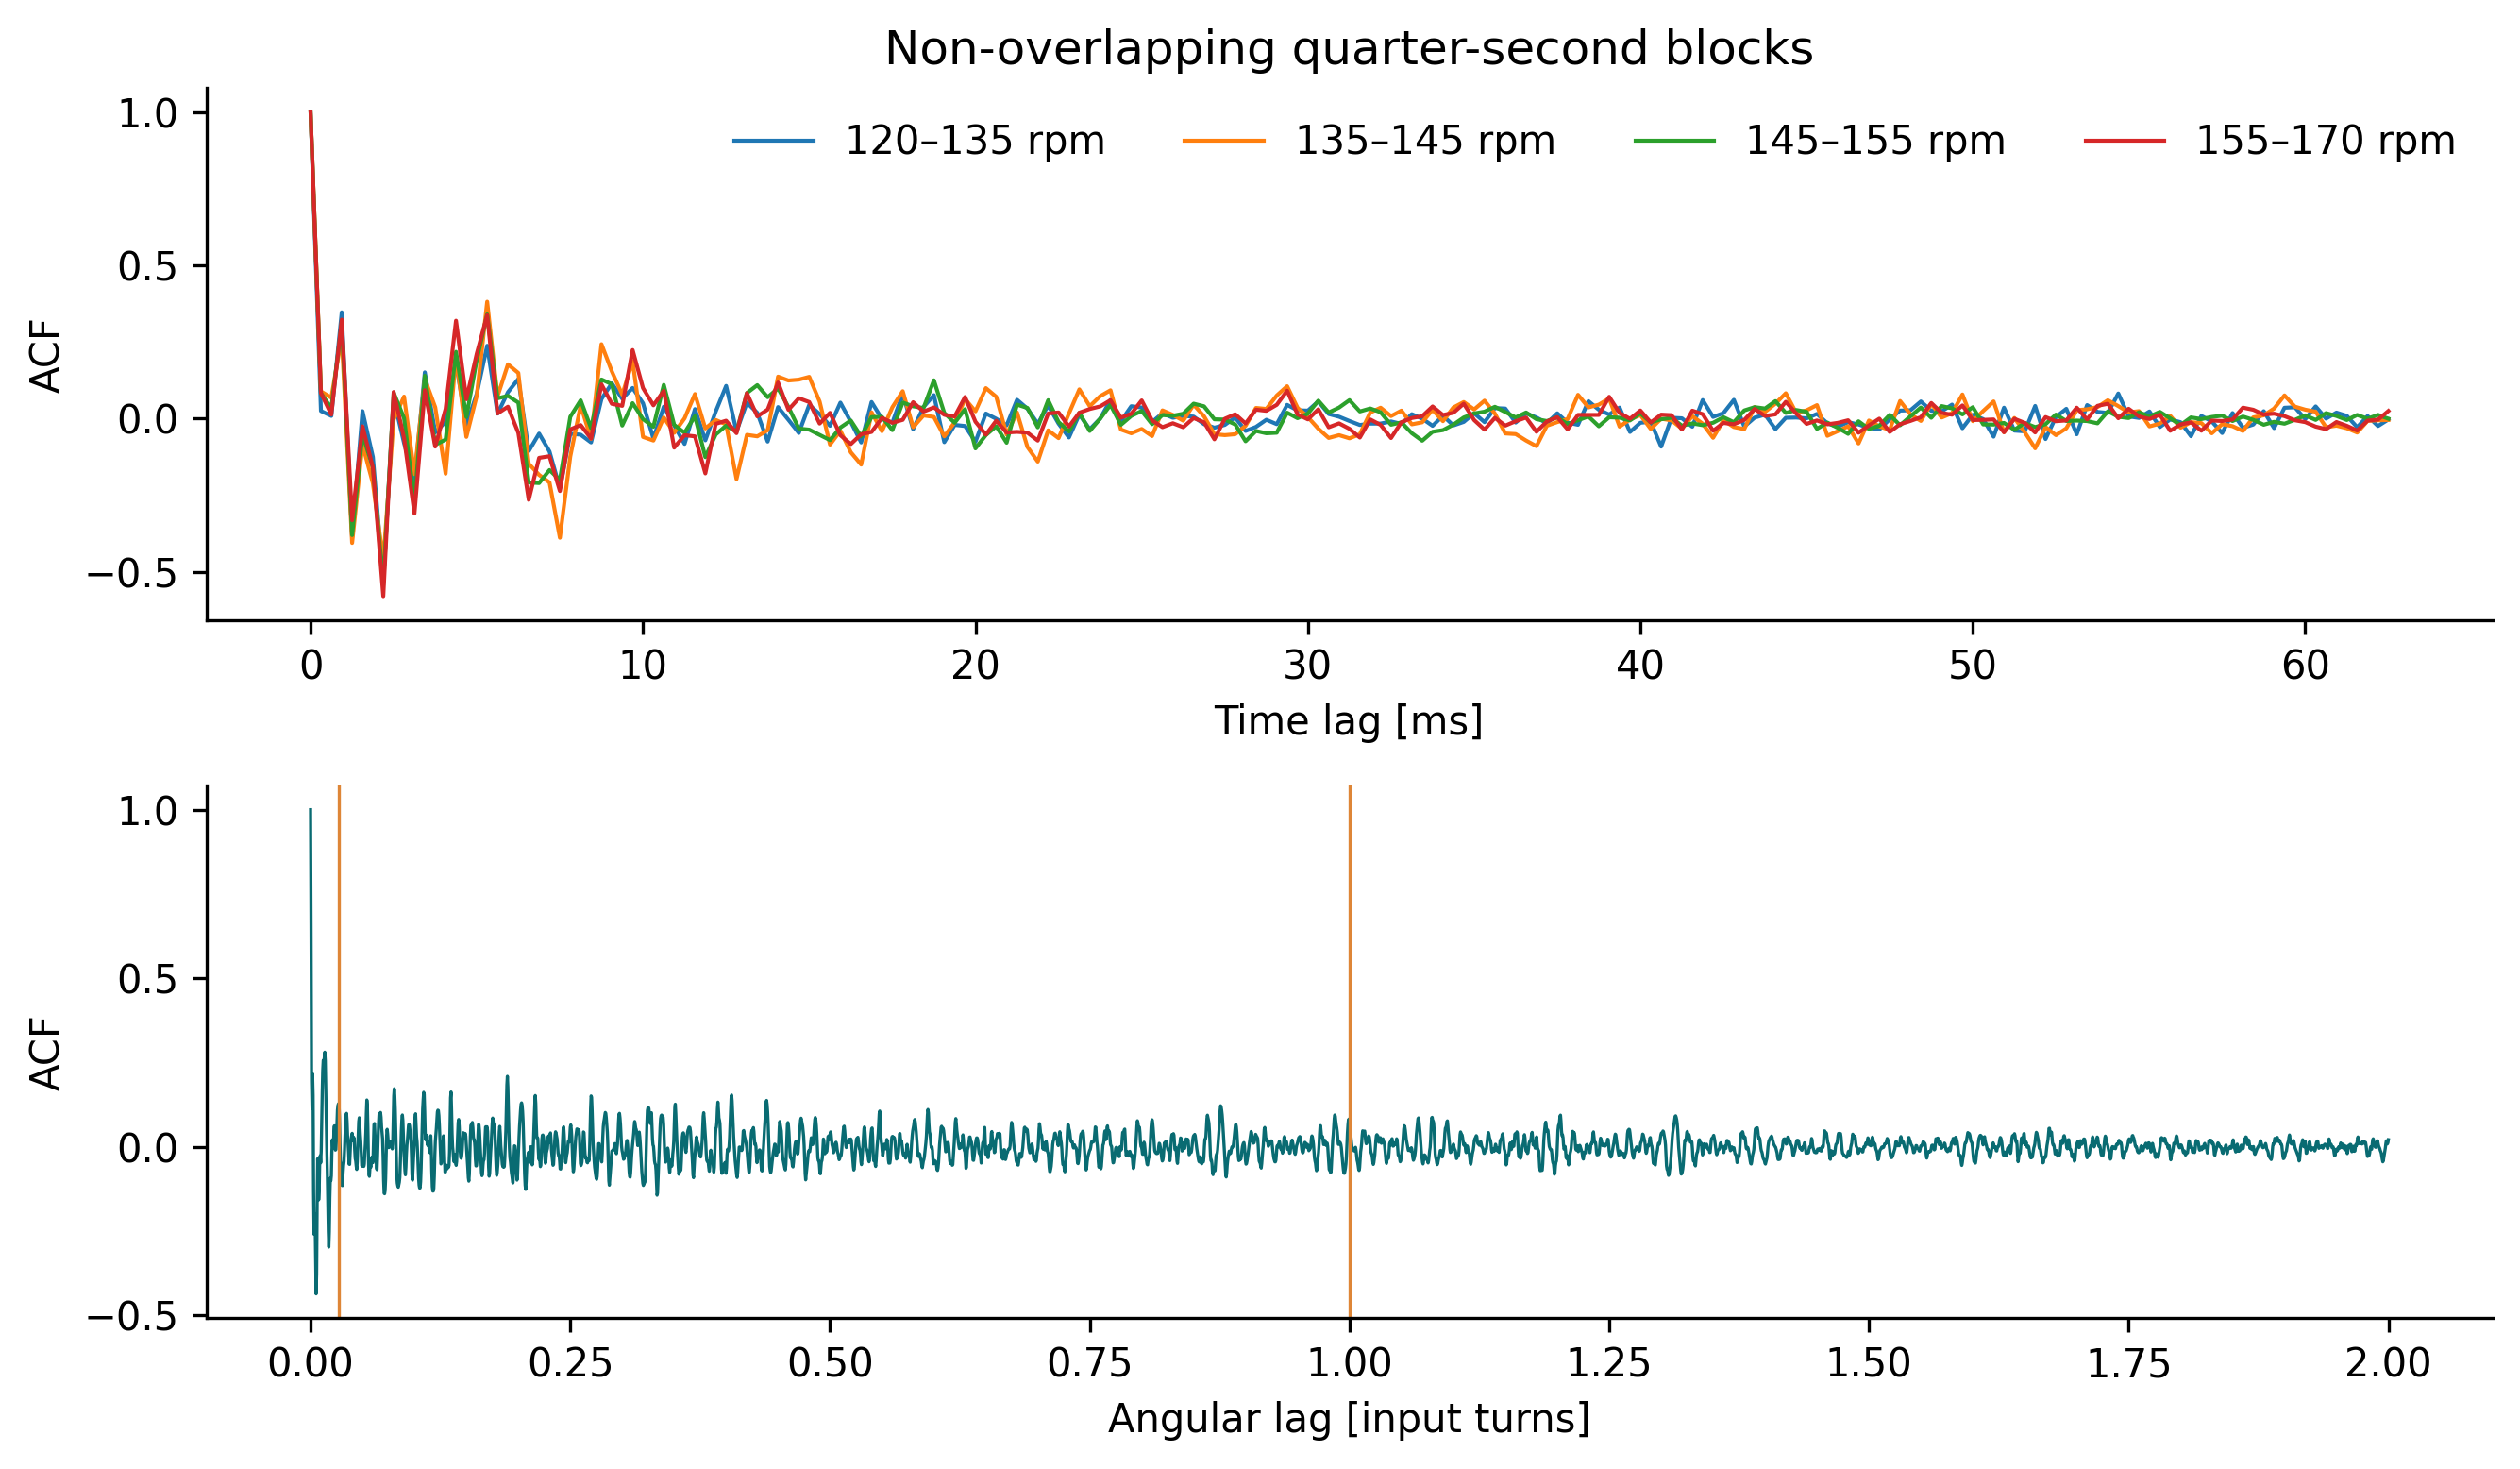 Non-overlapping quarter-second blocks
120–135 rpm 135–145 rpm 145–155 rpm 155–170 rpm
1.0
0.5
0.0
−0.5
ACF
0 10 20 30 40 50 60
Time lag [ms]
1.0
0.5
0.0
−0.5
ACF
0.00 0.25 0.50 0.75 1.00 1.25 1.50 1.75 2.00
Angular lag [input turns]